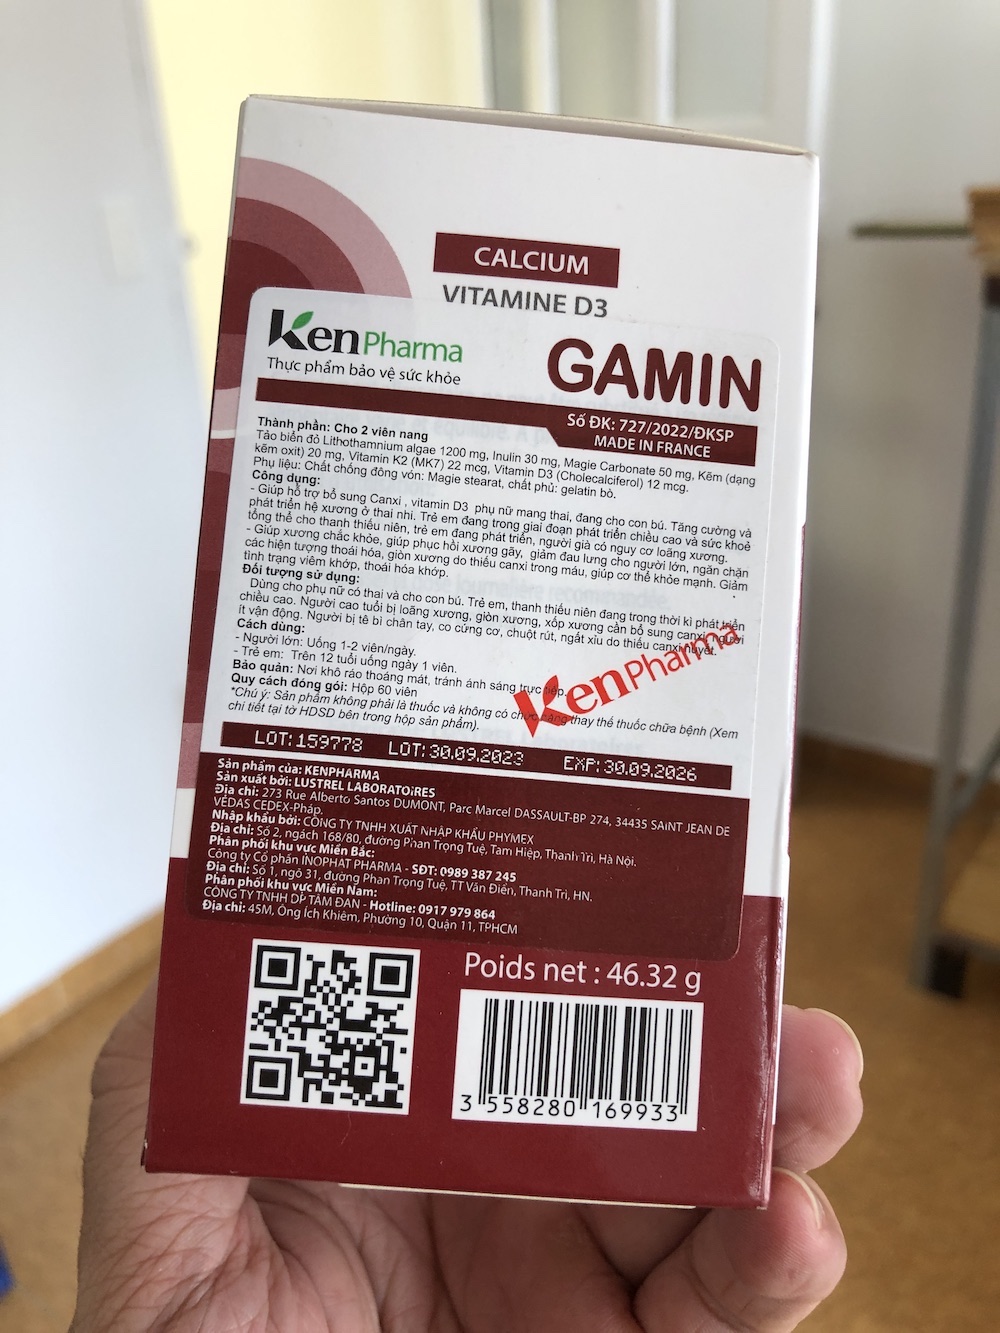 CALCIUM
VITAMINE D3
KenPharma
Thực phẩm bảo vệ sức khỏe
GAMIN
Số ĐK: 727/2022/ĐKSP
MADE IN FRANCE
Thành phần: Cho 2 viên nang
Tảo biển đỏ Lithothamnium algae 1200 mg, Inulin 30 mg, Magie Carbonate 50 mg, Kẽm (dạng
kẽm oxit) 20 mg, Vitamin K2 (MK7) 22 mcg, Vitamin D3 (Cholecalciferol) 12 mcg.
Phụ liệu: Chất chống đông vón: Magie stearat, chất phủ: gelatin bò.
Công dụng:
- Giúp hỗ trợ bổ sung Canxi , vitamin D3 phụ nữ mang thai, đang cho con bú. Tăng cường và
phát triển hệ xương ở thai nhi. Trẻ em đang trong giai đoạn phát triển chiều cao và sức khoẻ
tổng thể cho thanh thiếu niên, trẻ em đang phát triển, người già có nguy cơ loãng xương.
- Giúp xương chắc khỏe, giúp phục hồi xương gãy, giảm đau lưng cho người lớn, ngăn chặn
các hiện tượng thoái hóa, giòn xương do thiếu canxi trong máu, giúp cơ thể khỏe mạnh. Giảm
tình trạng viêm khớp, thoái hóa khớp.
Đối tượng sử dụng:
Dùng cho phụ nữ có thai và cho con bú. Trẻ em, thanh thiếu niên đang trong thời kì phát triển
chiều cao. Người cao tuổi bị loãng xương, giòn xương, xốp xương cần bổ sung canxi, người
ít vận động. Người bị tê bì chân tay, co cứng cơ, chuột rút, ngất xỉu do thiếu canxi huyết.
Cách dùng:
- Người lớn: Uống 1-2 viên/ngày.
- Trẻ em: Trên 12 tuổi uống ngày 1 viên.
Bảo quản: Nơi khô ráo thoáng mát, tránh ánh sáng trực tiếp.
Quy cách đóng gói: Hộp 60 viên
*Chú ý: Sản phẩm không phải là thuốc và không có chức năng thay thế thuốc chữa bệnh (Xem
chi tiết tại tờ HDSD bên trong hộp sản phẩm).
KenPharma
LOT: 159778 LOT: 30.09.2023 EXP: 30.09.2026
Sản phẩm của: KENPHARMA
Sản xuất bởi: LUSTREL LABORATOiRES
Địa chỉ: 273 Rue Alberto Santos DUMONT, Parc Marcel DASSAULT-BP 274, 34435 SAiNT JEAN DE
VÉDAS CEDEX-Pháp.
Nhập khẩu bởi: CÔNG TY TNHH XUẤT NHẬP KHẨU PHYMEX
Địa chỉ: Số 2, ngách 168/80, đường Phan Trọng Tuệ, Tam Hiệp, Thanh Trì, Hà Nội.
Phân phối khu vực Miền Bắc:
Công ty Cổ phần INOPHAT PHARMA - SĐT: 0989 387 245
Địa chỉ: Số 1, ngõ 31, đường Phan Trọng Tuệ, TT Văn Điển, Thanh Trì, HN.
Phân phối khu vực Miền Nam:
CÔNG TY TNHH DP TÂM ĐAN - Hotline: 0917 979 864
Địa chỉ: 45M, Ông Ích Khiêm, Phường 10, Quận 11, TPHCM
Poids net : 46.32 g
3 558280 169933